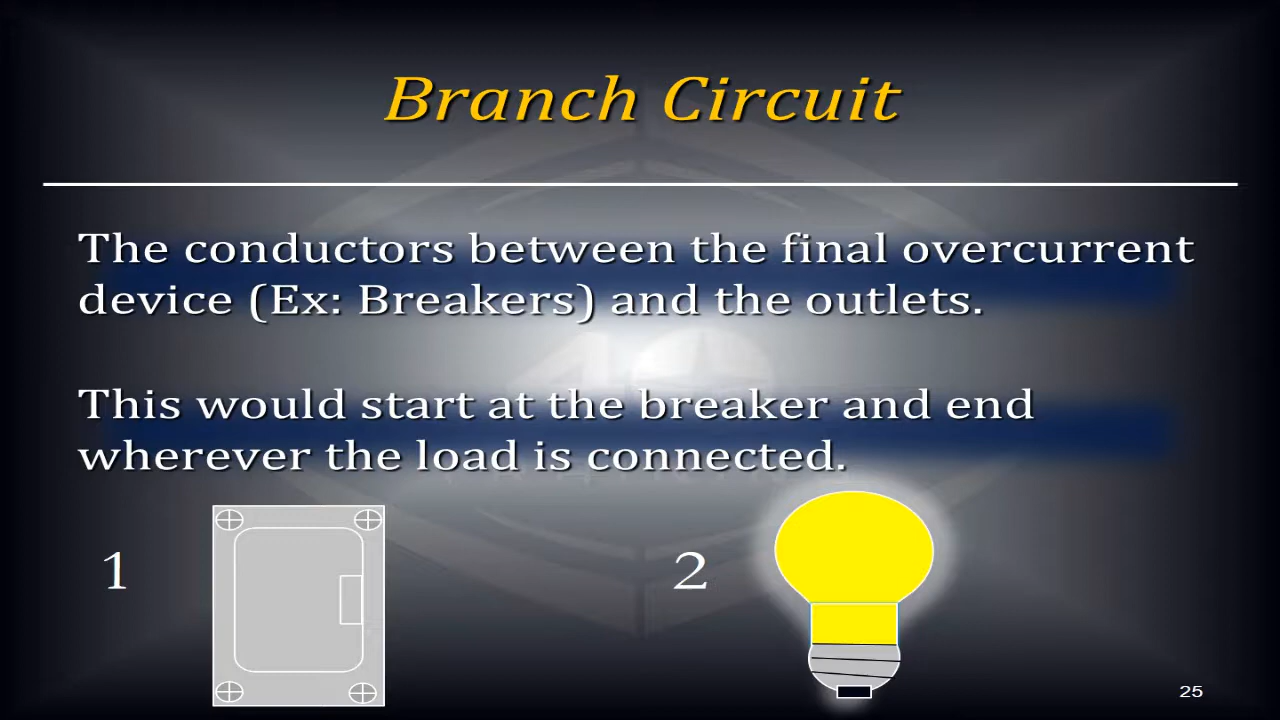 Branch Circuit
The conductors between the final overcurrent
device (Ex: Breakers) and the outlets.
This would start at the breaker and end
wherever the load is connected.
1
2
25